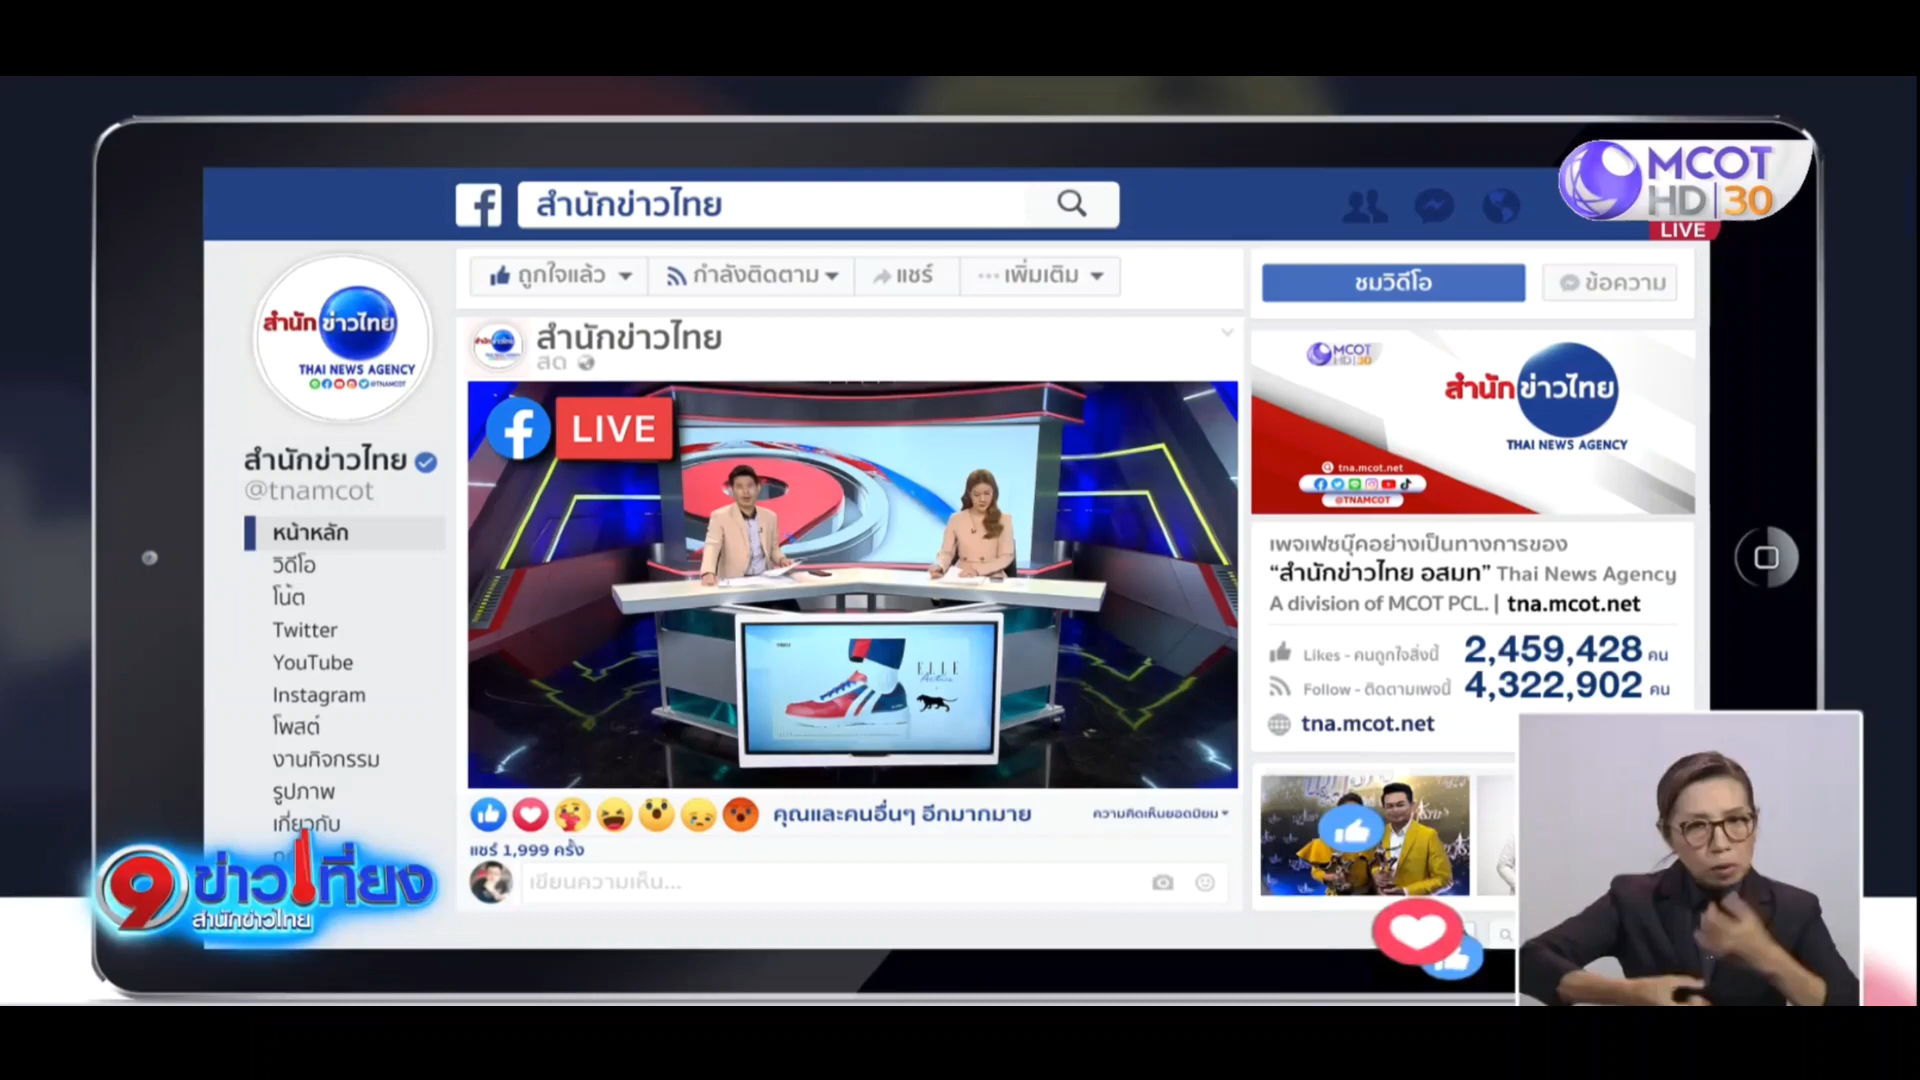 MCOT
HD 30
LIVE
สำนักข่าวไทย
ถูกใจแล้ว
กำลังติดตาม
แชร์
เพิ่มเติม
ชมวิดีโอ
ข้อความ
สำนักข่าวไทย
THAI NEWS AGENCY
@TNAMCOT
สำนักข่าวไทย
@tnamcot
หน้าหลัก
วิดีโอ
โน้ต
Twitter
YouTube
Instagram
โพสต์
งานกิจกรรม
รูปภาพ
เกี่ยวกับ
สำนักข่าวไทย
สด
LIVE
ELLE
Active
คุณและคนอื่นๆ อีกมากมาย
ความคิดเห็นยอดนิยม
แชร์ 1,999 ครั้ง
เขียนความเห็น...
MCOT
HD 30
สำนักข่าวไทย
THAI NEWS AGENCY
tna.mcot.net
@TNAMCOT
เพจเฟซบุ๊คอย่างเป็นทางการของ
“สำนักข่าวไทย อสมท” Thai News Agency
A division of MCOT PCL. | tna.mcot.net
Likes - คนถูกใจสิ่งนี้ 2,459,428 คน
Follow - ติดตามเพจนี้ 4,322,902 คน
tna.mcot.net
9 ข่าวเที่ยง
สำนักข่าวไทย